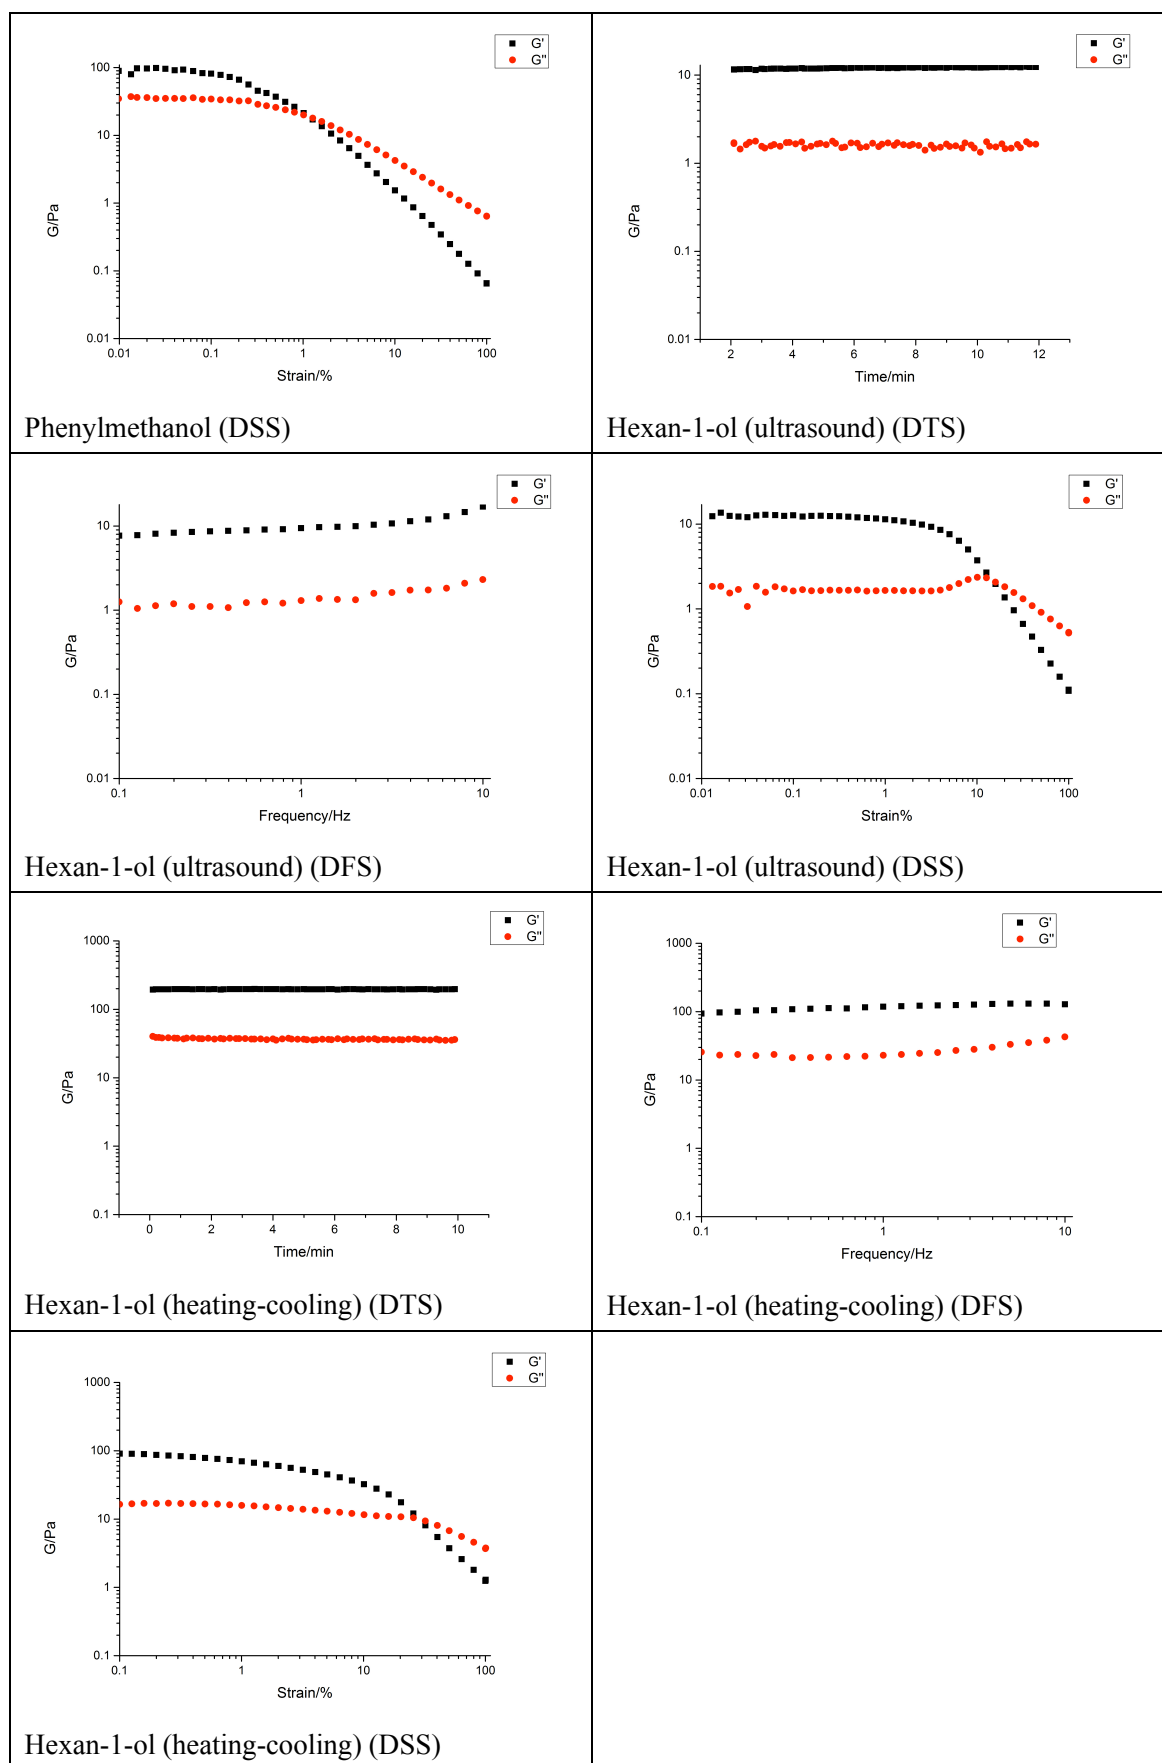 G'
G"
100
10
1
0.1
0.01
G/Pa
0.01
0.1
1
10
100
Strain/%
Phenylmethanol (DSS)
G'
G"
10
1
0.1
0.01
G/Pa
2
4
6
8
10
12
Time/min
Hexan-1-ol (ultrasound) (DTS)
G'
G"
10
1
0.1
0.01
G/Pa
0.1
1
10
Frequency/Hz
Hexan-1-ol (ultrasound) (DFS)
G'
G"
10
1
0.1
0.01
G/Pa
0.01
0.1
1
10
100
Strain%
Hexan-1-ol (ultrasound) (DSS)
G'
G"
1000
100
10
1
0.1
G/Pa
0
2
4
6
8
10
Time/min
Hexan-1-ol (heating-cooling) (DTS)
G'
G"
1000
100
10
1
0.1
G/Pa
0.1
1
10
Frequency/Hz
Hexan-1-ol (heating-cooling) (DFS)
G'
G"
1000
100
10
1
0.1
G/Pa
0.1
1
10
100
Strain/%
Hexan-1-ol (heating-cooling) (DSS)